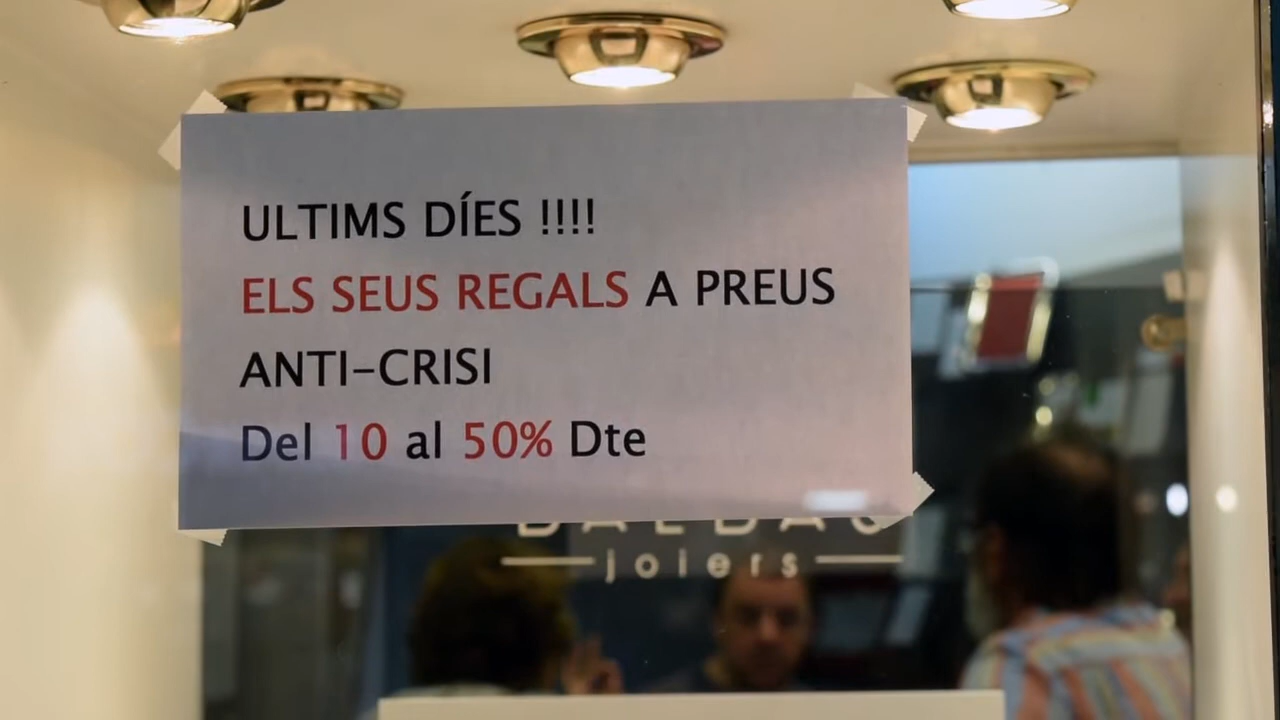 ULTIMS DÍES !!!!
ELS SEUS REGALS A PREUS
ANTI-CRISI
Del 10 al 50% Dte
joiers